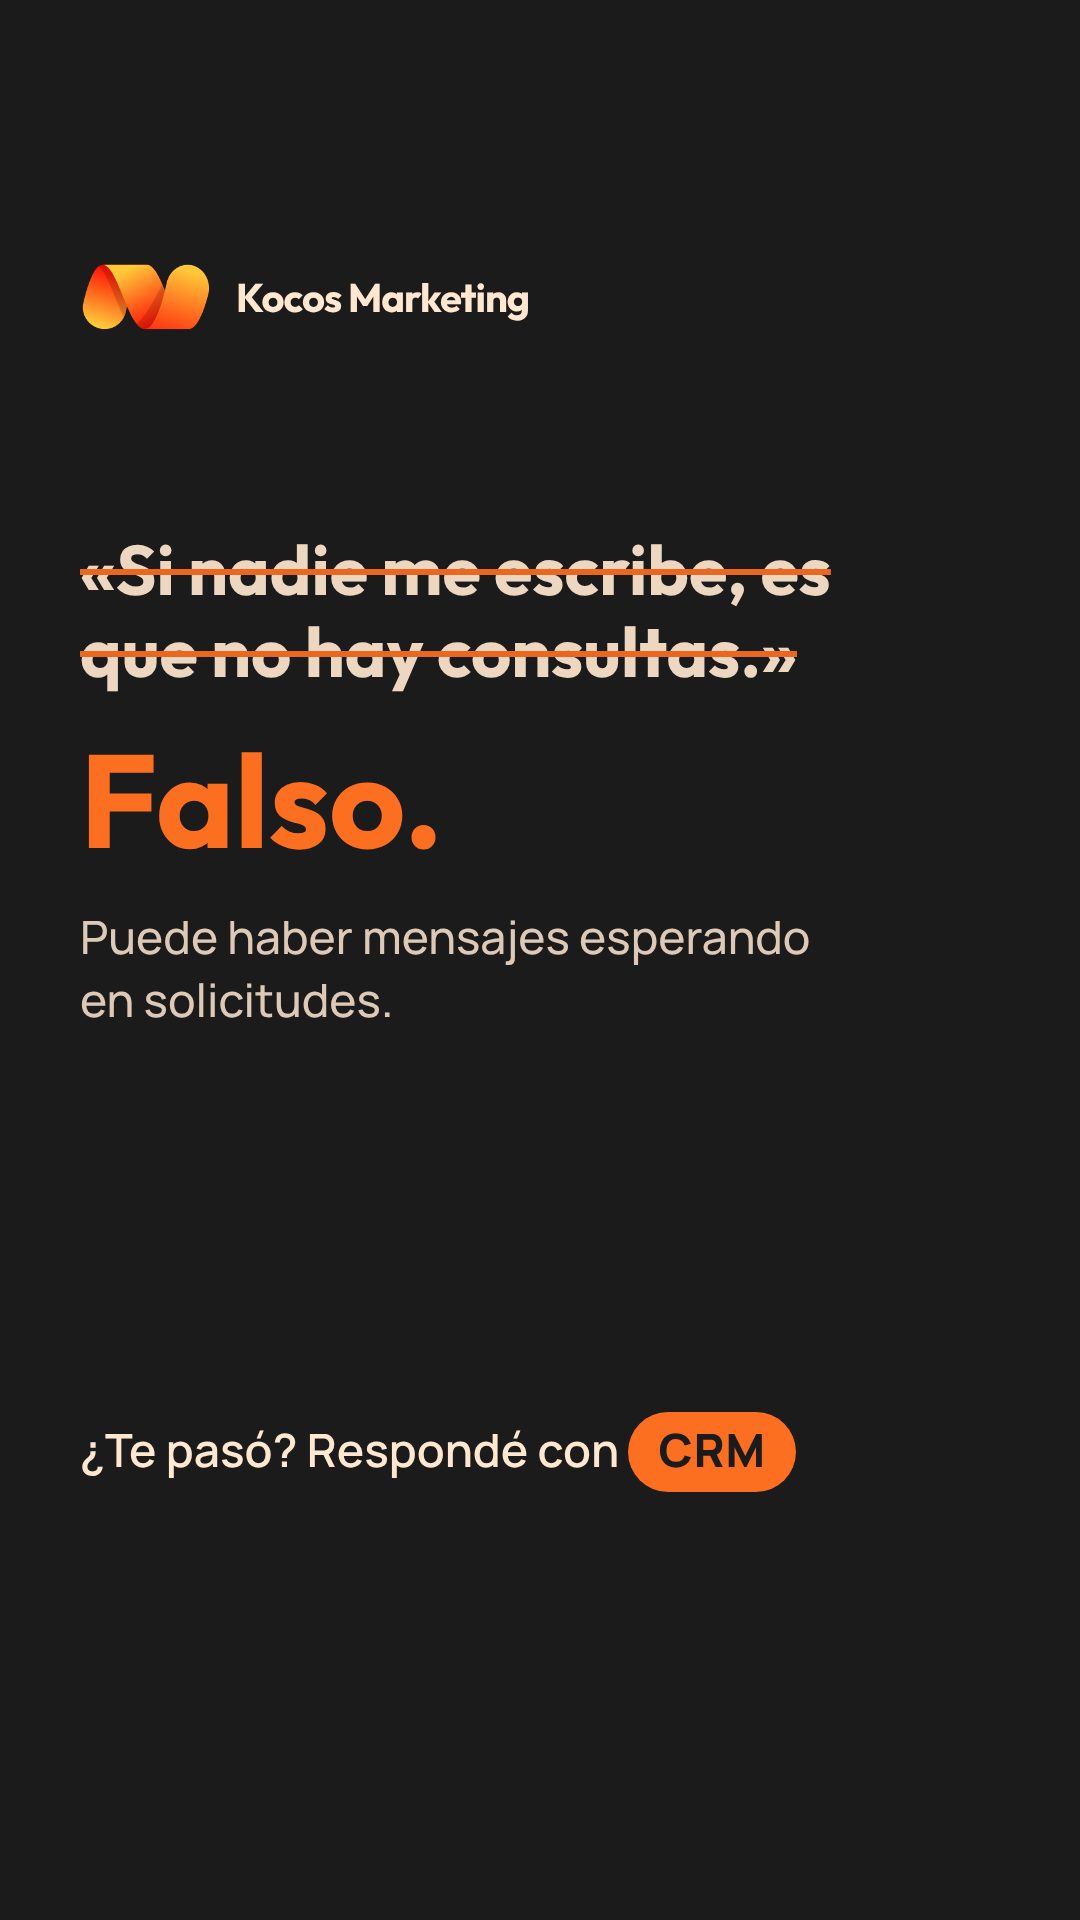 Kocos Marketing
«Si nadie me escribe, es
que no hay consultas.»
Falso.
Puede haber mensajes esperando
en solicitudes.
¿Te pasó? Respondé con CRM